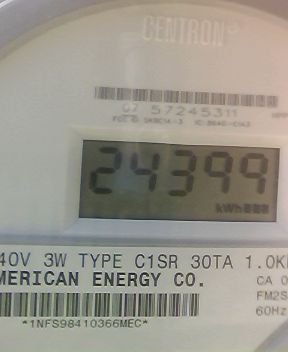 CENTRON
07 57245311
24399
kWh
40V 3W TYPE C1SR 30TA 1.0K
MERICAN ENERGY CO.
CA 0
FM2S
60Hz
*1NFS98410366MEC*